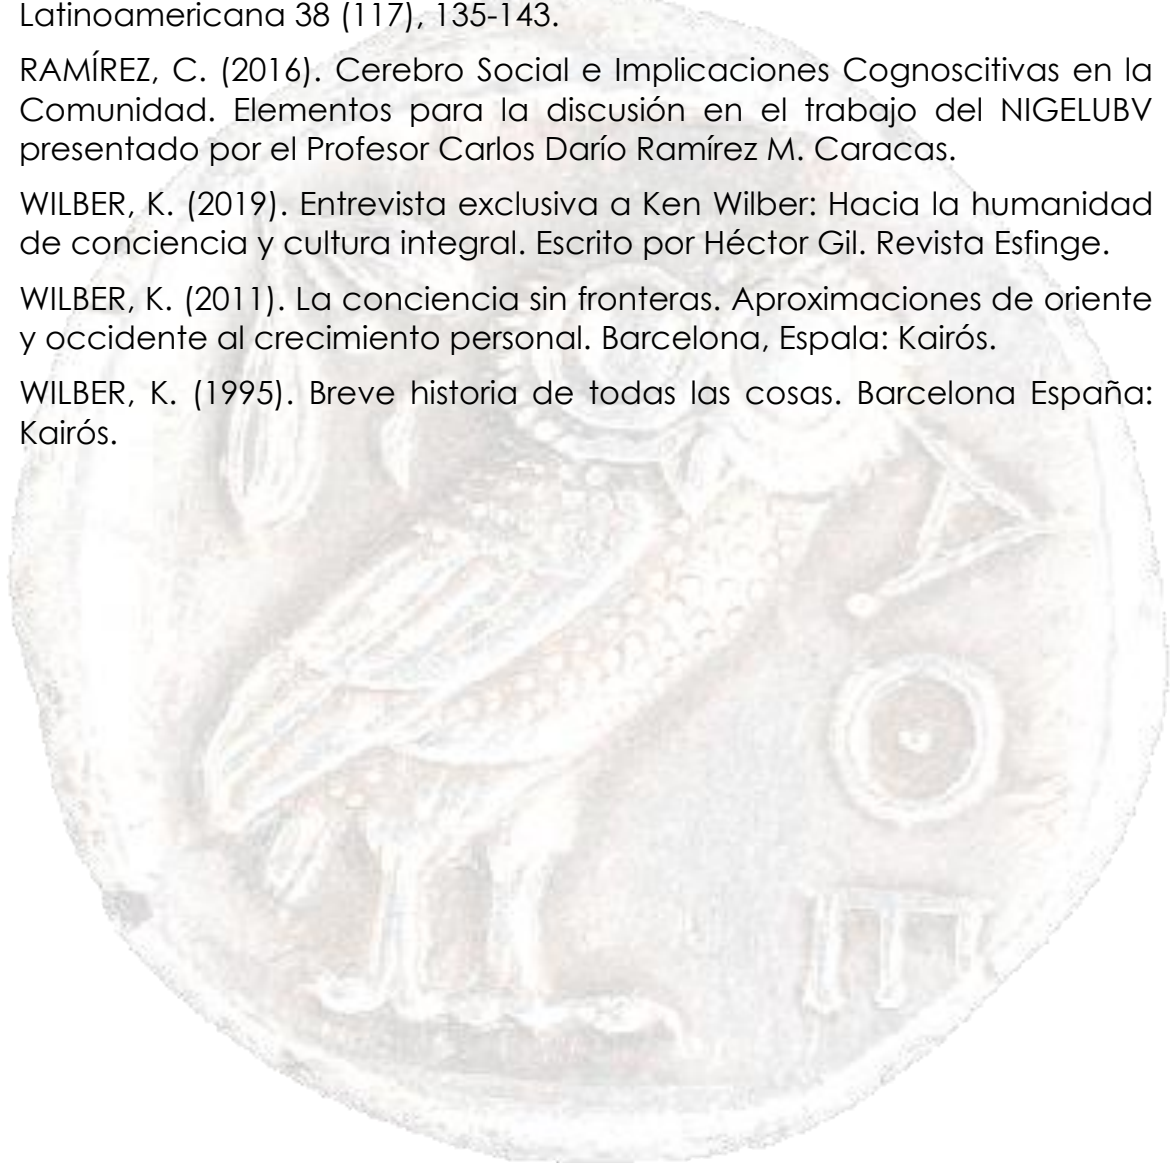 Latinoamericana 38 (117), 135-143.
RAMÍREZ, C. (2016). Cerebro Social e Implicaciones Cognoscitivas en la
Comunidad. Elementos para la discusión en el trabajo del NIGELUBV
presentado por el Profesor Carlos Darío Ramírez M. Caracas.
WILBER, K. (2019). Entrevista exclusiva a Ken Wilber: Hacia la humanidad
de conciencia y cultura integral. Escrito por Héctor Gil. Revista Esfinge.
WILBER, K. (2011). La conciencia sin fronteras. Aproximaciones de oriente
y occidente al crecimiento personal. Barcelona, Espala: Kairós.
WILBER, K. (1995). Breve historia de todas las cosas. Barcelona España:
Kairós.